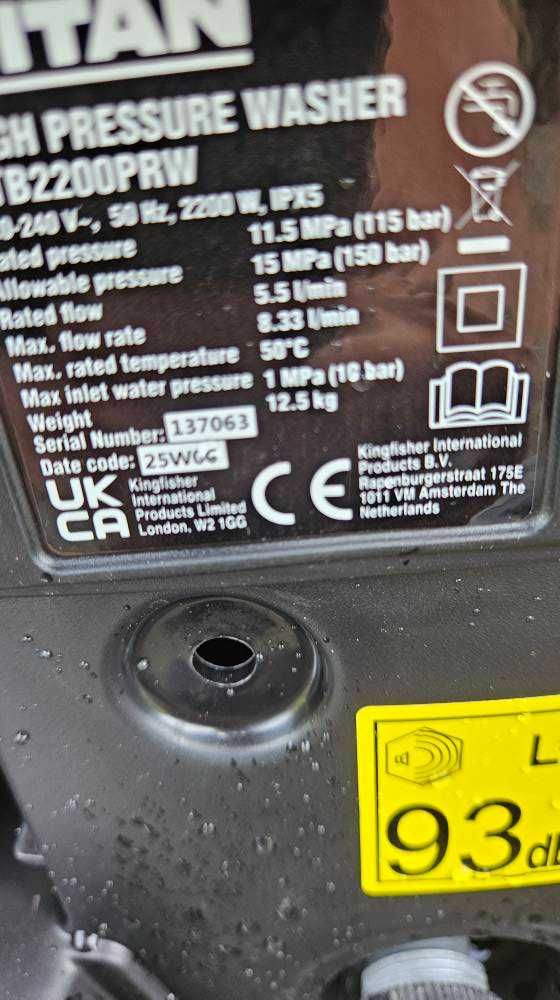 ITAN
GH PRESSURE WASHER
TB2200PRW
0-240 V~, 50 Hz, 2200 W, IPX5
ated pressure 11.5 MPa (115 bar)
Allowable pressure 15 MPa (150 bar)
Rated flow 5.5 l/min
Max. flow rate 8.33 l/min
Max. rated temperature 50°C
Max inlet water pressure 1 MPa (10 bar)
Weight 12.5 kg
Serial Number: 137063
Date code:
UK
CA
Kingfisher
International
Products Limited
London, W2 1GG
CE
Kingfisher International
Products B.V.
Rapenburgerstraat 175E
1011 VM Amsterdam The
Netherlands
L
93 dB